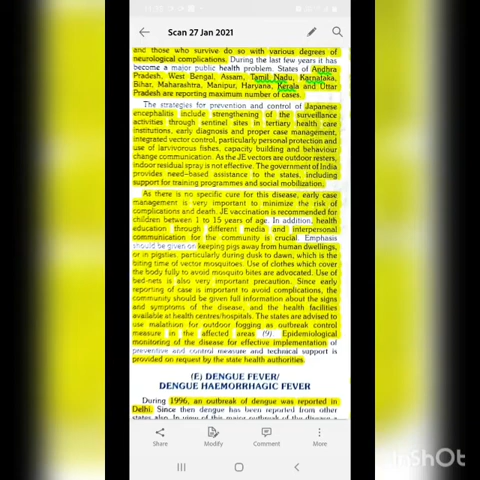 Scan 27 Jan 2021
and those who survive do so with various degrees of
neurological complications. During the last few years it has
become a major public health problem. States of Andhra
Pradesh, West Bengal, Assam, Tamil Nadu, Karnataka,
Bihar, Maharashtra, Manipur, Haryana, Kerala and Uttar
Pradesh are reporting maximum number of cases.
The strategies for prevention and control of Japanese
encephalitis include strengthening of the surveillance
activities through sentinel sites in tertiary health care
institutions, early diagnosis and proper case management,
integrated vector control, particularly personal protection and
use of larvivorous fishes, capacity building and behaviour
change communication. As the JE vectors are outdoor resters,
indoor residual spray is not effective. The government of India
provides need-based assistance to the states, including
support for training programmes and social mobilization.
As there is no specific cure for this disease, early case
management is very important to minimize the risk of
complications and death. JE vaccination is recommended for
children between 1 to 15 years of age. In addition, health
education through different media and interpersonal
communication for the community is crucial. Emphasis
should be given on keeping pigs away from human dwellings,
or in pigsties, particularly during dusk to dawn, which is
the biting time of vector mosquitoes. Use of clothes which cover
the body fully to avoid mosquito bites are advocated. Use of
bed-nets is also very important precaution. Since early
reporting of case is important to avoid complications, the
community should be given full information about the signs
and symptoms of the disease, and the health facilities
available at health centres/hospitals. The states are advised to
use malathion for outdoor fogging as outbreak control
measure in the affected areas (9). Epidemiological
monitoring of the disease for effective implementation of
preventive and control measure and technical support is
provided on request by the state health authorities.
(E) DENGUE FEVER/
DENGUE HAEMORRHAGIC FEVER
During 1996, an outbreak of dengue was reported in
Delhi. Since then dengue has been reported from other
states also. In view of this major outbreak of the disease a
Share
Modify
Comment
More
InShOt